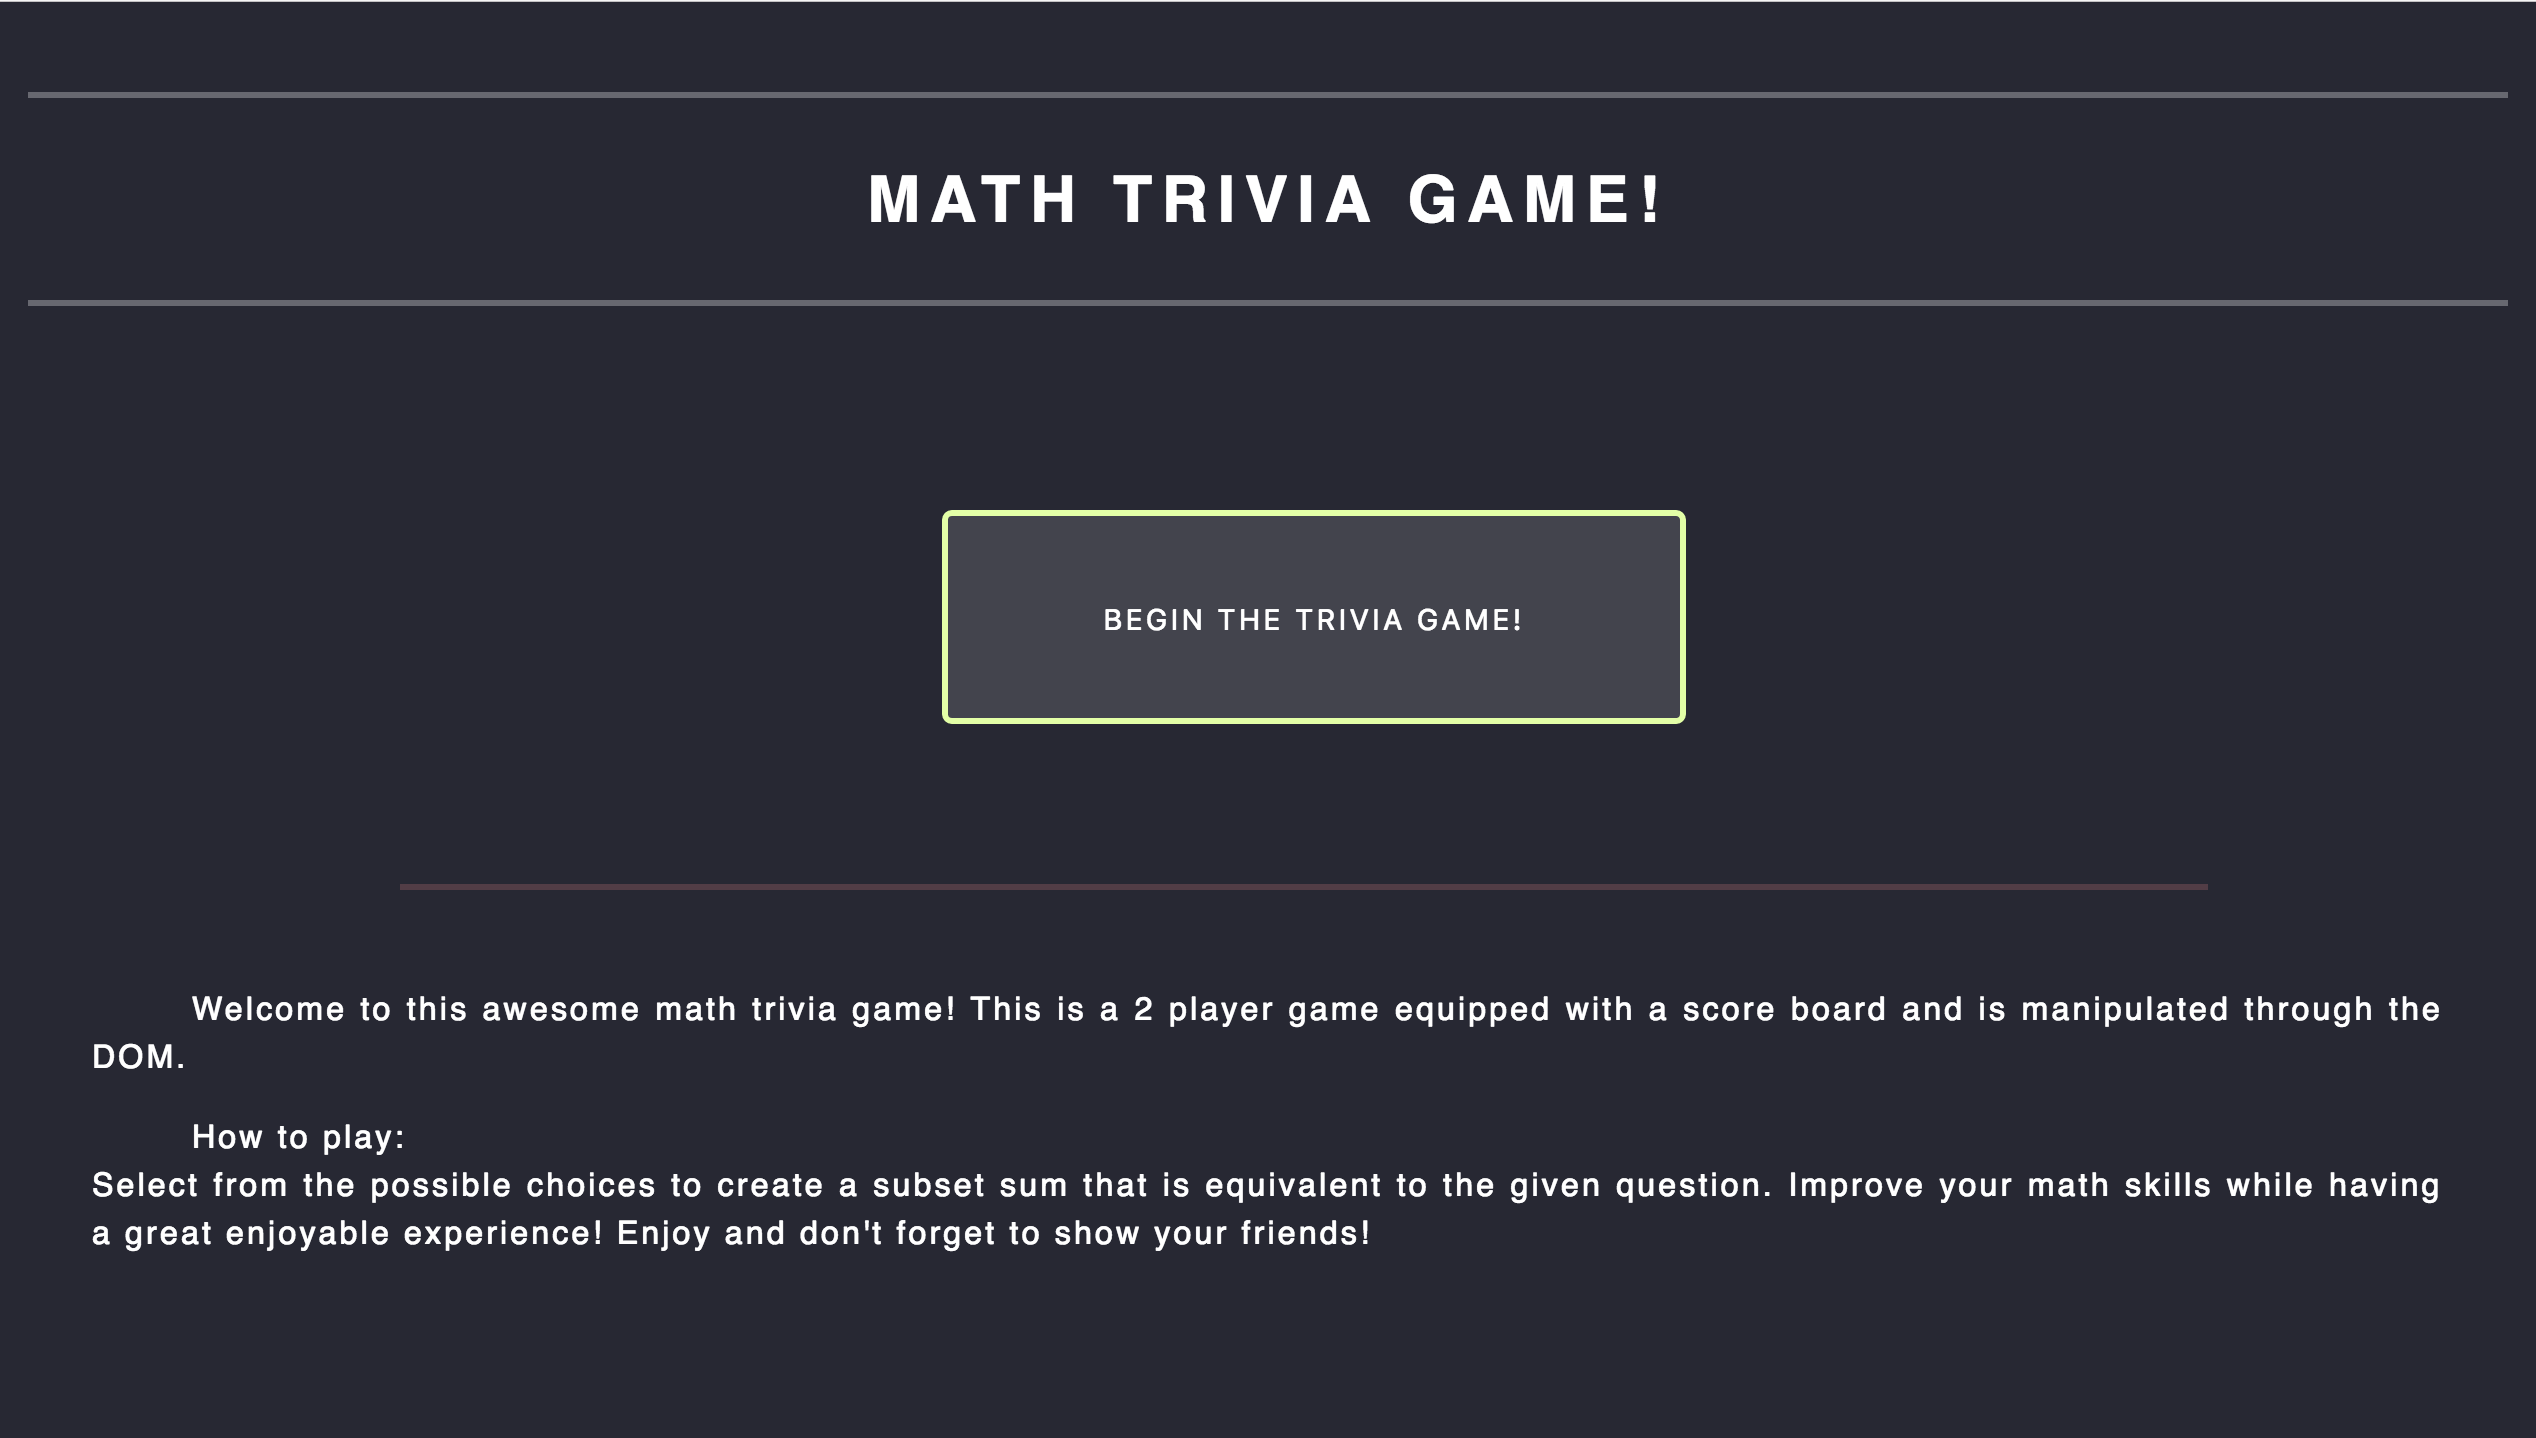 MATH TRIVIA GAME!
BEGIN THE TRIVIA GAME!
Welcome to this awesome math trivia game! This is a 2 player game equipped with a score board and is manipulated through the
DOM.
How to play:
Select from the possible choices to create a subset sum that is equivalent to the given question. Improve your math skills while having
a great enjoyable experience! Enjoy and don't forget to show your friends!